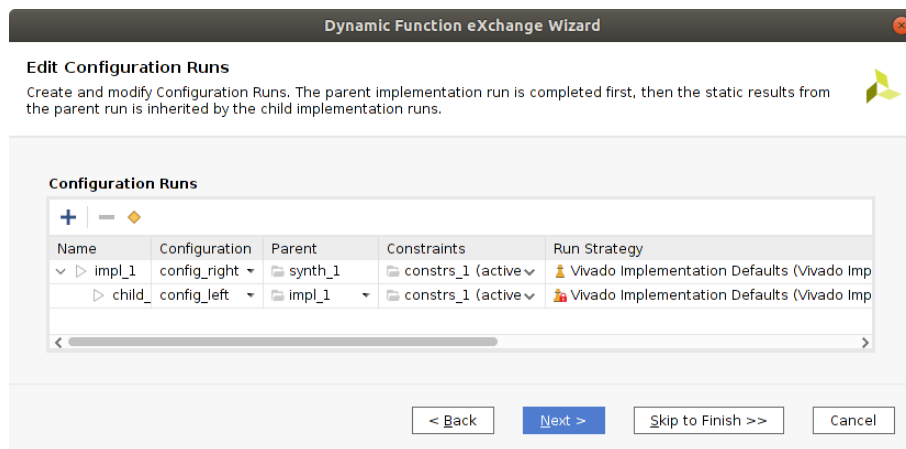 Dynamic Function eXchange Wizard
Edit Configuration Runs
Create and modify Configuration Runs. The parent implementation run is completed first, then the static results from
the parent run is inherited by the child implementation runs.
Configuration Runs
Name Configuration Parent Constraints Run Strategy
impl_1 config_right synth_1 constrs_1 (active Vivado Implementation Defaults (Vivado Imp
child_ config_left impl_1 constrs_1 (active Vivado Implementation Defaults (Vivado Imp
< Back Next > Skip to Finish >> Cancel